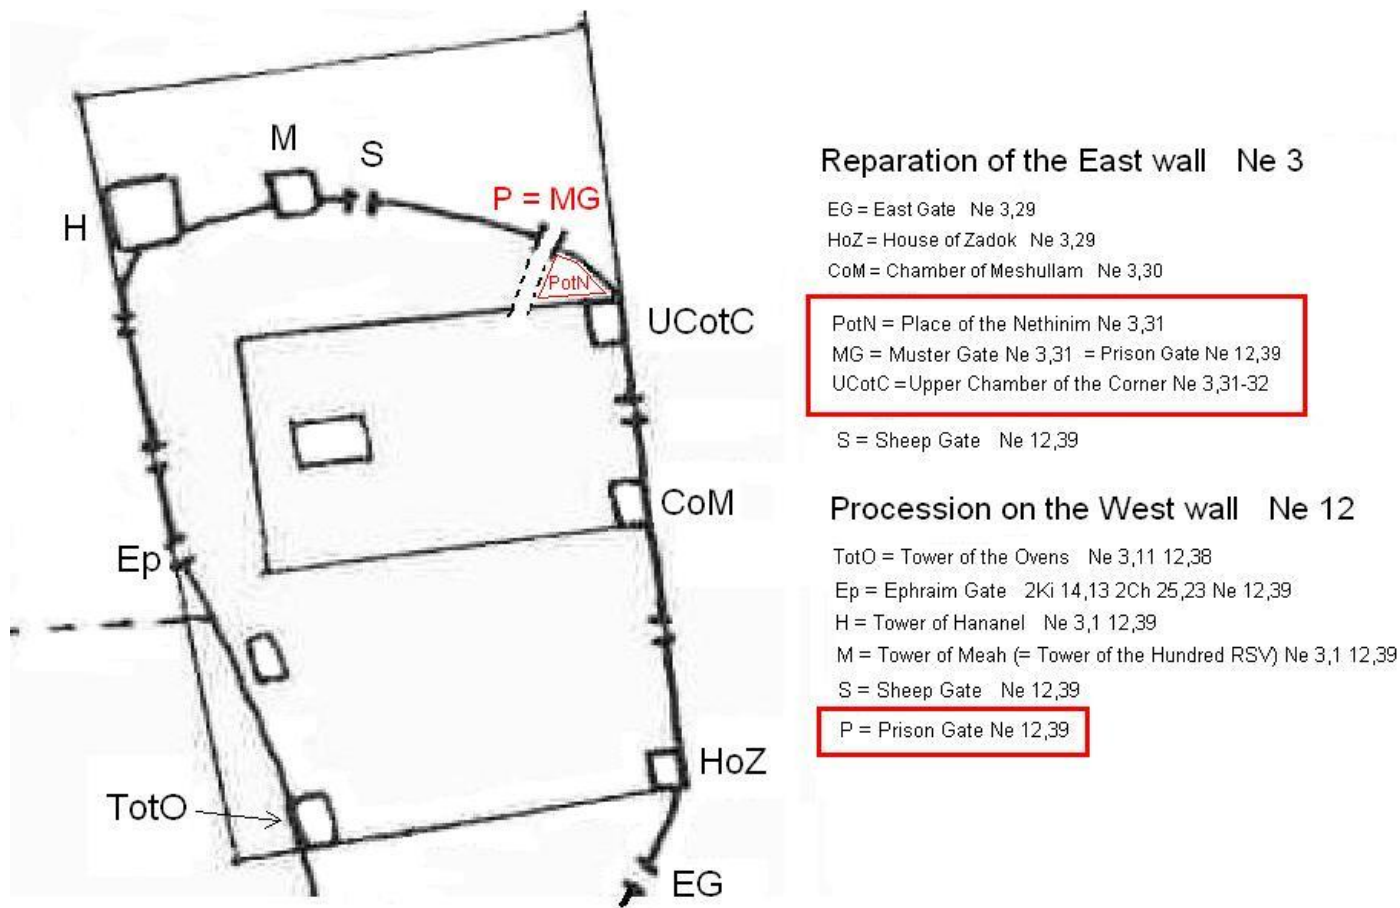 M
S
P = MG
H
PotN
UCotC
CoM
Ep
HoZ
TotO
EG
Reparation of the East wall Ne 3
EG = East Gate Ne 3,29
HoZ = House of Zadok Ne 3,29
CoM = Chamber of Meshullam Ne 3,30
PotN = Place of the Nethinim Ne 3,31
MG = Muster Gate Ne 3,31 = Prison Gate Ne 12,39
UCotC = Upper Chamber of the Corner Ne 3,31-32
S = Sheep Gate Ne 12,39
Procession on the West wall Ne 12
TotO = Tower of the Ovens Ne 3,11 12,38
Ep = Ephraim Gate 2Ki 14,13 2Ch 25,23 Ne 12,39
H = Tower of Hananel Ne 3,1 12,39
M = Tower of Meah (= Tower of the Hundred RSV) Ne 3,1 12,39
S = Sheep Gate Ne 12,39
P = Prison Gate Ne 12,39